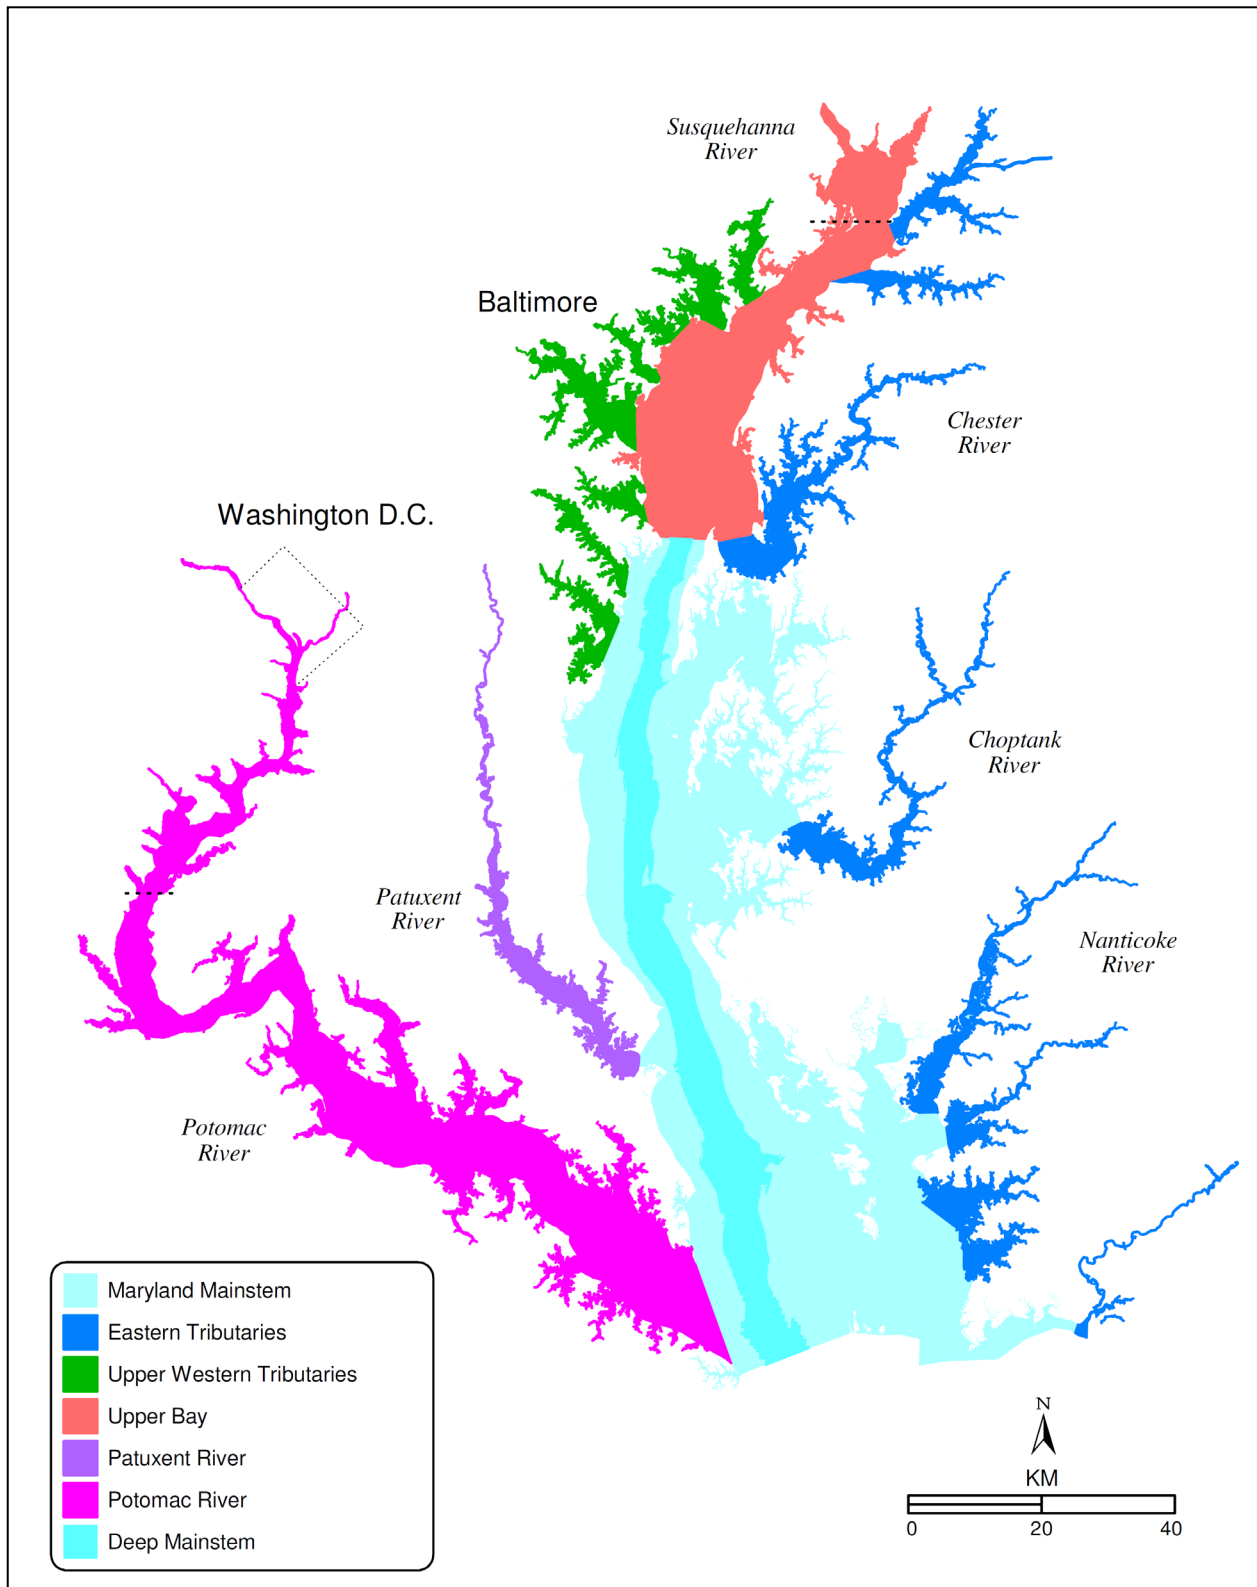 Susquehanna
River
Baltimore
Chester
River
Washington D.C.
Choptank
River
Patuxent
River
Nanticoke
River
Potomac
River
Maryland Mainstem
Eastern Tributaries
Upper Western Tributaries
Upper Bay
Patuxent River
Potomac River
Deep Mainstem
N
KM
0 20 40